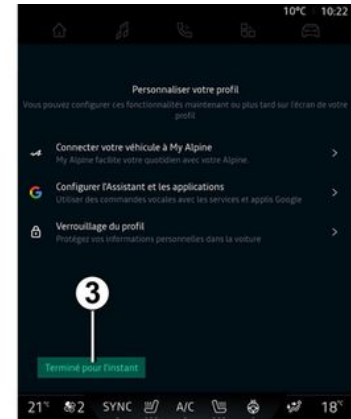 10°C 10:22
Personnaliser votre profil
Vous pouvez configurer ces fonctionnalités maintenant ou plus tard sur l'écran de votre
profil
Connecter votre véhicule à My Alpine
My Alpine facilite votre quotidien avec votre Alpine.
Configurer l'Assistant et les applications
Utiliser des commandes vocales avec les services et applis Google
Verrouillage du profil
Protégez vos informations personnelles dans la voiture
3
Terminé pour l'instant
21°C 2 SYNC A/C 18°C